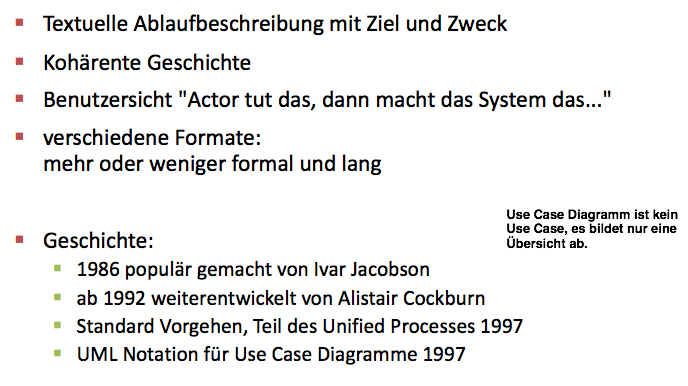 Textuelle Ablaufbeschreibung mit Ziel und Zweck
Kohärente Geschichte
Benutzersicht "Actor tut das, dann macht das System das..."
verschiedene Formate:
mehr oder weniger formal und lang
Use Case Diagramm ist kein
Use Case, es bildet nur eine
Übersicht ab.
Geschichte:
1986 populär gemacht von Ivar Jacobson
ab 1992 weiterentwickelt von Alistair Cockburn
Standard Vorgehen, Teil des Unified Processes 1997
UML Notation für Use Case Diagramme 1997